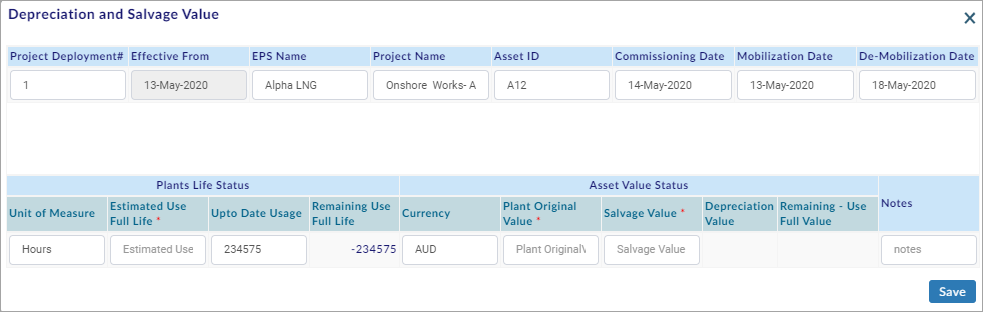 Depreciation and Salvage Value
Project Deployment# Effective From EPS Name Project Name Asset ID Commissioning Date Mobilization Date De-Mobilization Date
1 13-May-2020 Alpha LNG Onshore Works- A A12 14-May-2020 13-May-2020 18-May-2020
Plants Life Status Asset Value Status Notes
Unit of Measure Estimated Use Full Life * Upto Date Usage Remaining Use Full Life Currency Plant Original Value * Salvage Value * Depreciation Value Remaining - Use Full Value
Hours Estimated Use 234575 -234575 AUD Plant Original Salvage Value notes
Save